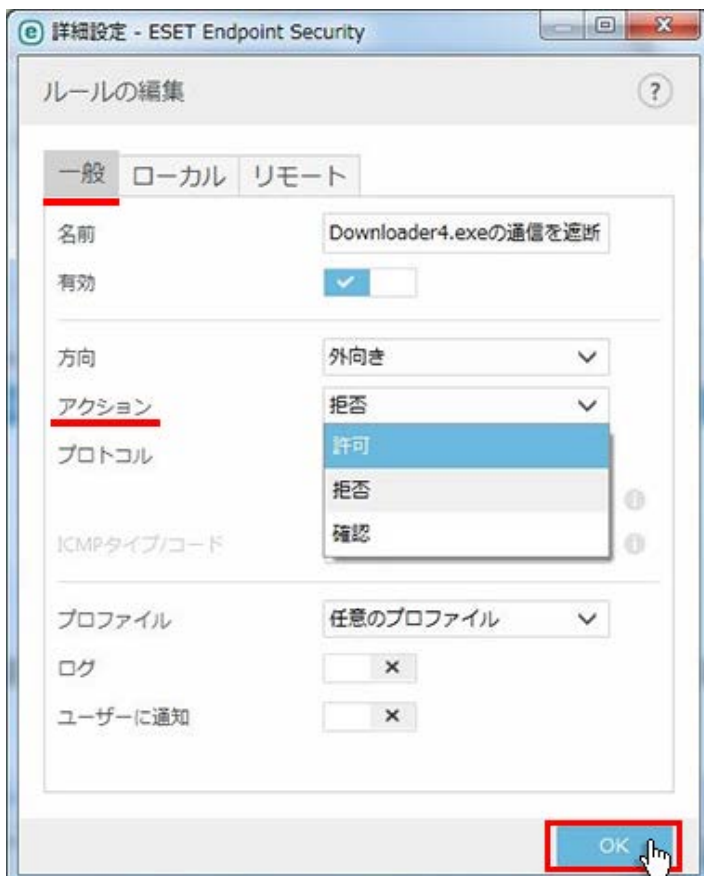 詳細設定 - ESET Endpoint Security
ルールの編集
?
一般 ローカル リモート
名前 Downloader4.exeの通信を遮断
有効
方向 外向き
アクション 拒否
プロトコル 許可
拒否
ICMPタイプ/コード 確認
プロファイル 任意のプロファイル
ログ
ユーザーに通知
OK